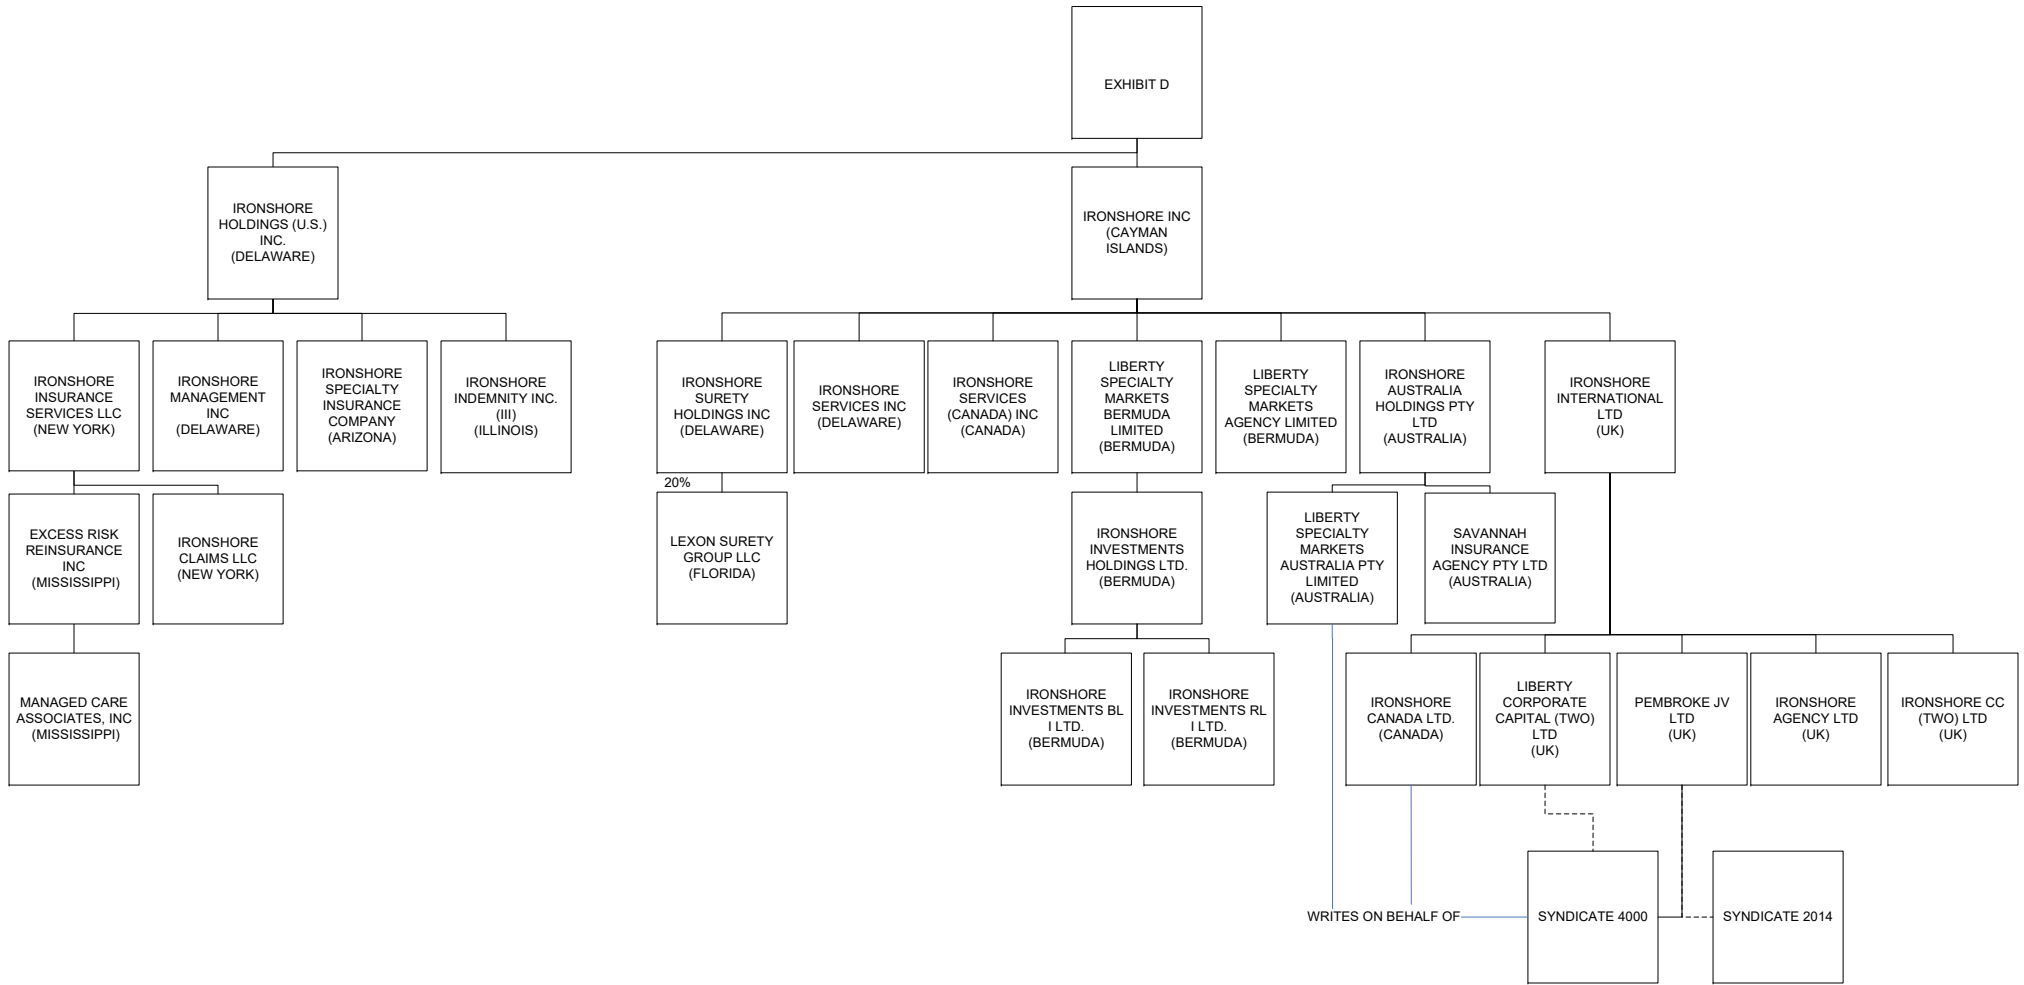 EXHIBIT D
IRONSHORE
HOLDINGS (U.S.)
INC.
(DELAWARE)
IRONSHORE INC
(CAYMAN
ISLANDS)
IRONSHORE
INSURANCE
SERVICES LLC
(NEW YORK)
IRONSHORE
MANAGEMENT
INC
(DELAWARE)
IRONSHORE
SPECIALTY
INSURANCE
COMPANY
(ARIZONA)
IRONSHORE
INDEMNITY INC.
(III)
(ILLINOIS)
IRONSHORE
SURETY
HOLDINGS INC
(DELAWARE)
IRONSHORE
SERVICES INC
(DELAWARE)
IRONSHORE
SERVICES
(CANADA) INC
(CANADA)
LIBERTY
SPECIALTY
MARKETS
BERMUDA
LIMITED
(BERMUDA)
LIBERTY
SPECIALTY
MARKETS
AGENCY LIMITED
(BERMUDA)
IRONSHORE
AUSTRALIA
HOLDINGS PTY
LTD
(AUSTRALIA)
IRONSHORE
INTERNATIONAL
LTD
(UK)
20%
EXCESS RISK
REINSURANCE
INC
(MISSISSIPPI)
IRONSHORE
CLAIMS LLC
(NEW YORK)
LEXON SURETY
GROUP LLC
(FLORIDA)
IRONSHORE
INVESTMENTS
HOLDINGS LTD.
(BERMUDA)
LIBERTY
SPECIALTY
MARKETS
AUSTRALIA PTY
LIMITED
(AUSTRALIA)
SAVANNAH
INSURANCE
AGENCY PTY LTD
(AUSTRALIA)
MANAGED CARE
ASSOCIATES, INC
(MISSISSIPPI)
IRONSHORE
INVESTMENTS BL
I LTD.
(BERMUDA)
IRONSHORE
INVESTMENTS RL
I LTD.
(BERMUDA)
IRONSHORE
CANADA LTD.
(CANADA)
LIBERTY
CORPORATE
CAPITAL (TWO)
LTD
(UK)
PEMBROKE JV
LTD
(UK)
IRONSHORE
AGENCY LTD
(UK)
IRONSHORE CC
(TWO) LTD
(UK)
WRITES ON BEHALF OF
SYNDICATE 4000
SYNDICATE 2014